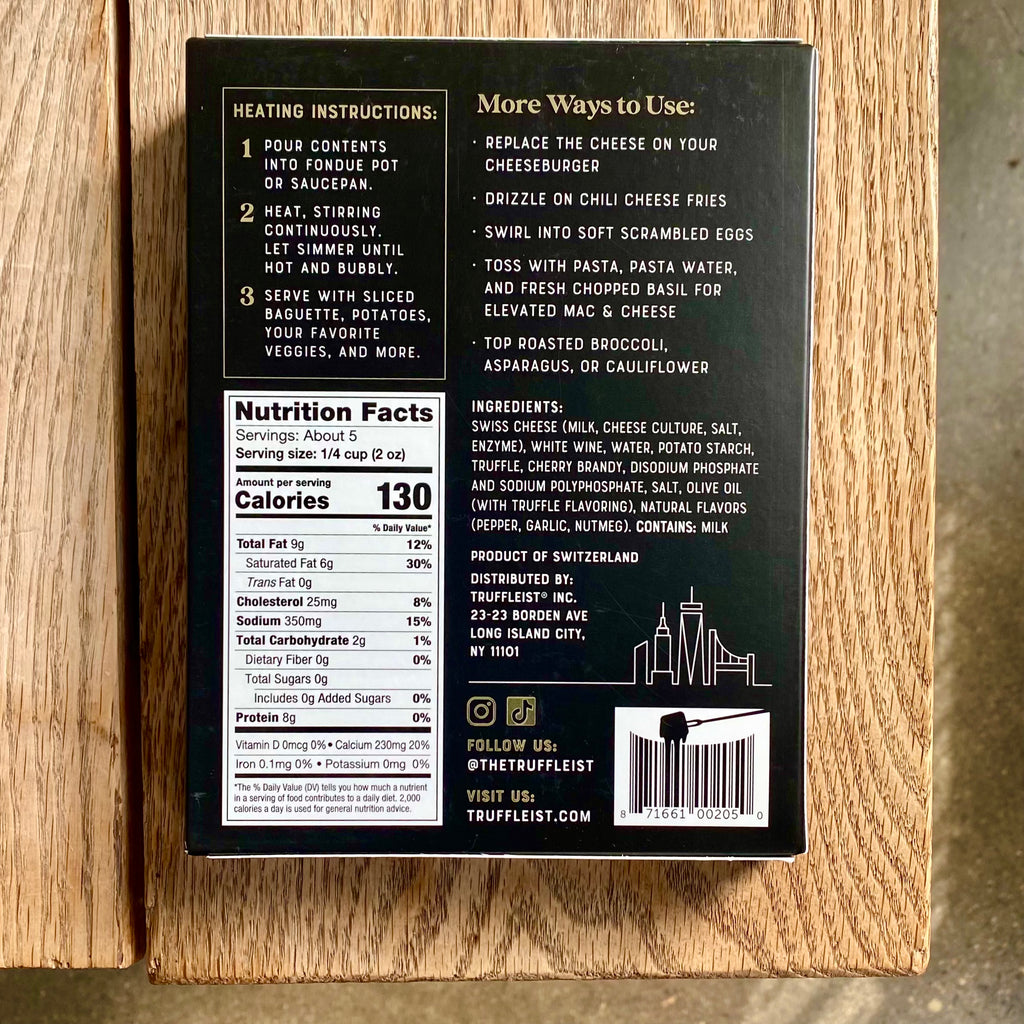 HEATING INSTRUCTIONS:
1 POUR CONTENTS
INTO FONDUE POT
OR SAUCEPAN.
2 HEAT, STIRRING
CONTINUOUSLY.
LET SIMMER UNTIL
HOT AND BUBBLY.
3 SERVE WITH SLICED
BAGUETTE, POTATOES,
YOUR FAVORITE
VEGGIES, AND MORE.
Nutrition Facts
Servings: About 5
Serving size: 1/4 cup (2 oz)
Amount per serving
Calories 130
% Daily Value*
Total Fat 9g 12%
Saturated Fat 6g 30%
Trans Fat 0g
Cholesterol 25mg 8%
Sodium 350mg 15%
Total Carbohydrate 2g 1%
Dietary Fiber 0g 0%
Total Sugars 0g
Includes 0g Added Sugars 0%
Protein 8g 0%
Vitamin D 0mcg 0% • Calcium 230mg 20%
Iron 0.1mg 0% • Potassium 0mg 0%
*The % Daily Value (DV) tells you how much a nutrient
in a serving of food contributes to a daily diet. 2,000
calories a day is used for general nutrition advice.
More Ways to Use:
· REPLACE THE CHEESE ON YOUR
CHEESEBURGER
· DRIZZLE ON CHILI CHEESE FRIES
· SWIRL INTO SOFT SCRAMBLED EGGS
· TOSS WITH PASTA, PASTA WATER,
AND FRESH CHOPPED BASIL FOR
ELEVATED MAC & CHEESE
· TOP ROASTED BROCCOLI,
ASPARAGUS, OR CAULIFLOWER
INGREDIENTS:
SWISS CHEESE (MILK, CHEESE CULTURE, SALT,
ENZYME), WHITE WINE, WATER, POTATO STARCH,
TRUFFLE, CHERRY BRANDY, DISODIUM PHOSPHATE
AND SODIUM POLYPHOSPHATE, SALT, OLIVE OIL
(WITH TRUFFLE FLAVORING), NATURAL FLAVORS
(PEPPER, GARLIC, NUTMEG). CONTAINS: MILK
PRODUCT OF SWITZERLAND
DISTRIBUTED BY:
TRUFFLEIST® INC.
23-23 BORDEN AVE
LONG ISLAND CITY,
NY 11101
FOLLOW US:
@THETRUFFLEIST
VISIT US:
TRUFFLEIST.COM
8 71661 00205 0